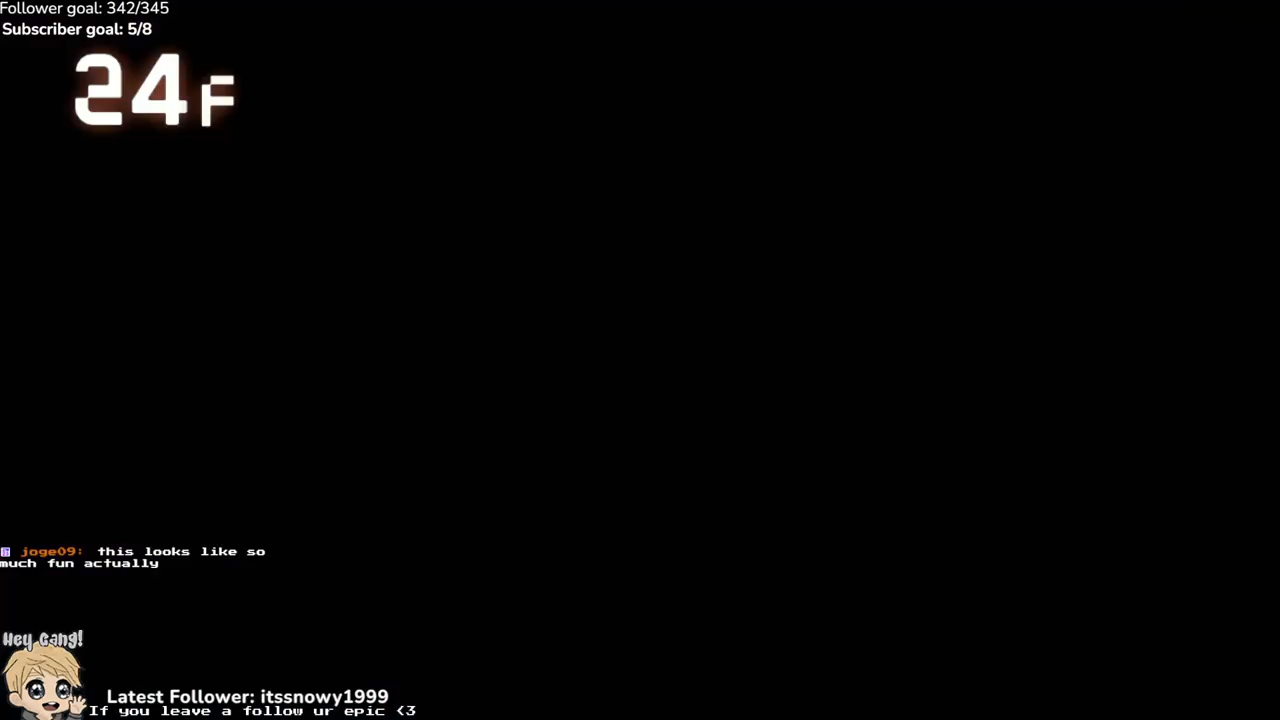 Follower goal: 342/345
Subscriber goal: 5/8
24F
joge09: this looks like so
much fun actually
Hey Gang!
Latest Follower: itssnowy1999
If you leave a follow ur epic <3